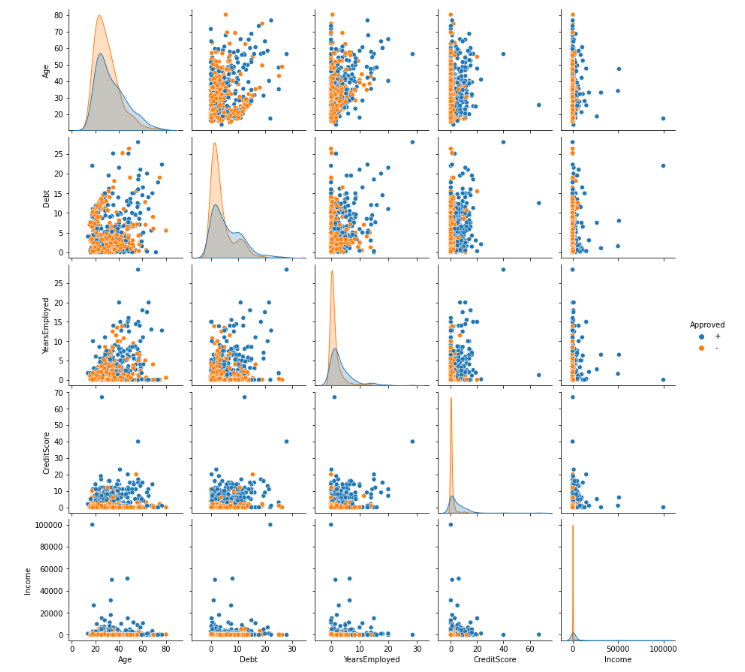 80
70
60
50
40
30
20
Age
25
20
15
10
5
0
Debt
25
20
15
10
5
0
YearsEmployed
70
60
50
40
30
20
10
0
CreditScore
100000
80000
60000
40000
20000
0
Income
0 20 40 60 80
Age
0 10 20 30
Debt
0 10 20 30
YearsEmployed
0 20 40 60
CreditScore
0 50000 100000
Income
Approved
+
-